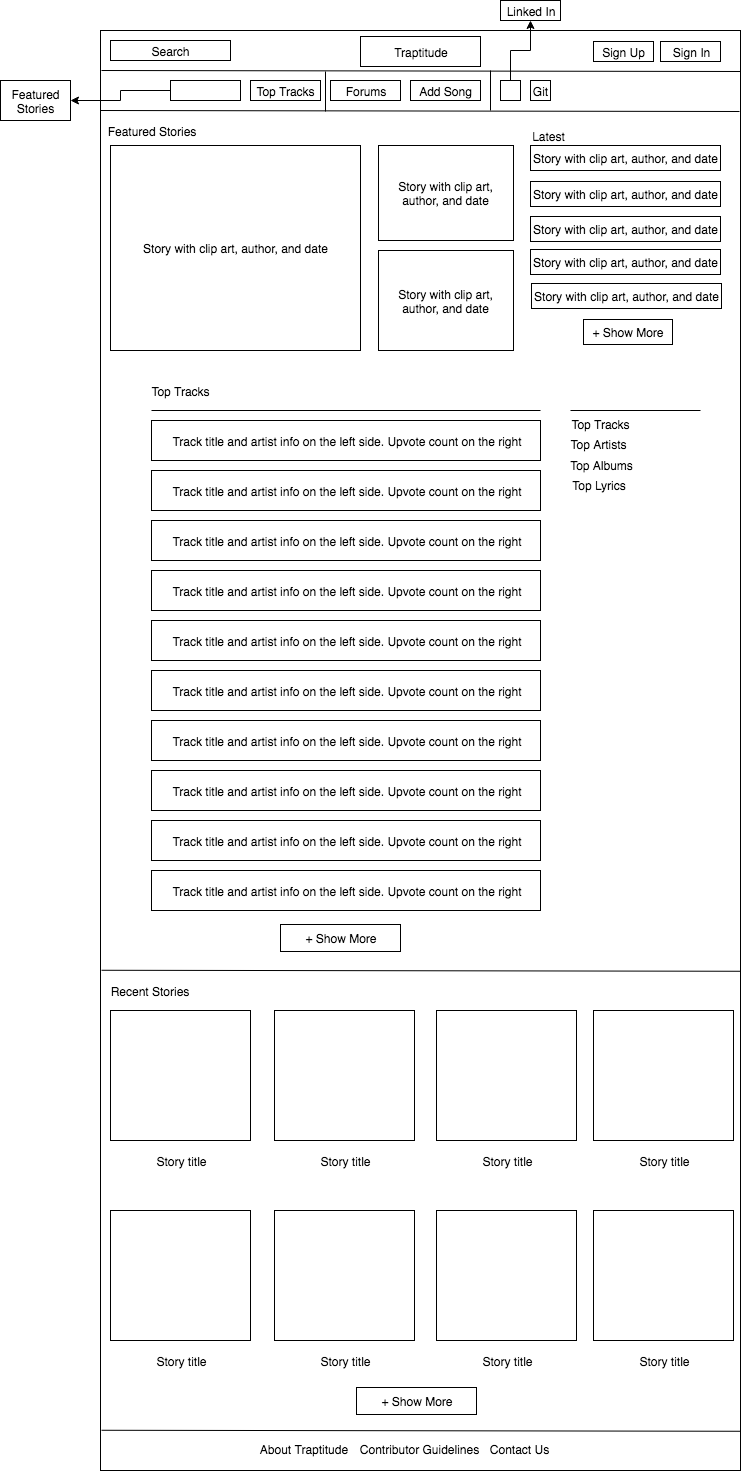 Linked In
Search
Traptitude
Sign Up
Sign In
Featured
Stories
Top Tracks
Forums
Add Song
Git
Featured Stories
Latest
Story with clip art, author, and date
Story with clip art,
author, and date
Story with clip art,
author, and date
Story with clip art, author, and date
Story with clip art, author, and date
Story with clip art, author, and date
Story with clip art, author, and date
Story with clip art, author, and date
+ Show More
Top Tracks
Track title and artist info on the left side. Upvote count on the right
Track title and artist info on the left side. Upvote count on the right
Track title and artist info on the left side. Upvote count on the right
Track title and artist info on the left side. Upvote count on the right
Track title and artist info on the left side. Upvote count on the right
Track title and artist info on the left side. Upvote count on the right
Track title and artist info on the left side. Upvote count on the right
Track title and artist info on the left side. Upvote count on the right
Track title and artist info on the left side. Upvote count on the right
Track title and artist info on the left side. Upvote count on the right
+ Show More
Top Tracks
Top Artists
Top Albums
Top Lyrics
Recent Stories
Story title
Story title
Story title
Story title
Story title
Story title
Story title
Story title
+ Show More
About Traptitude
Contributor Guidelines
Contact Us